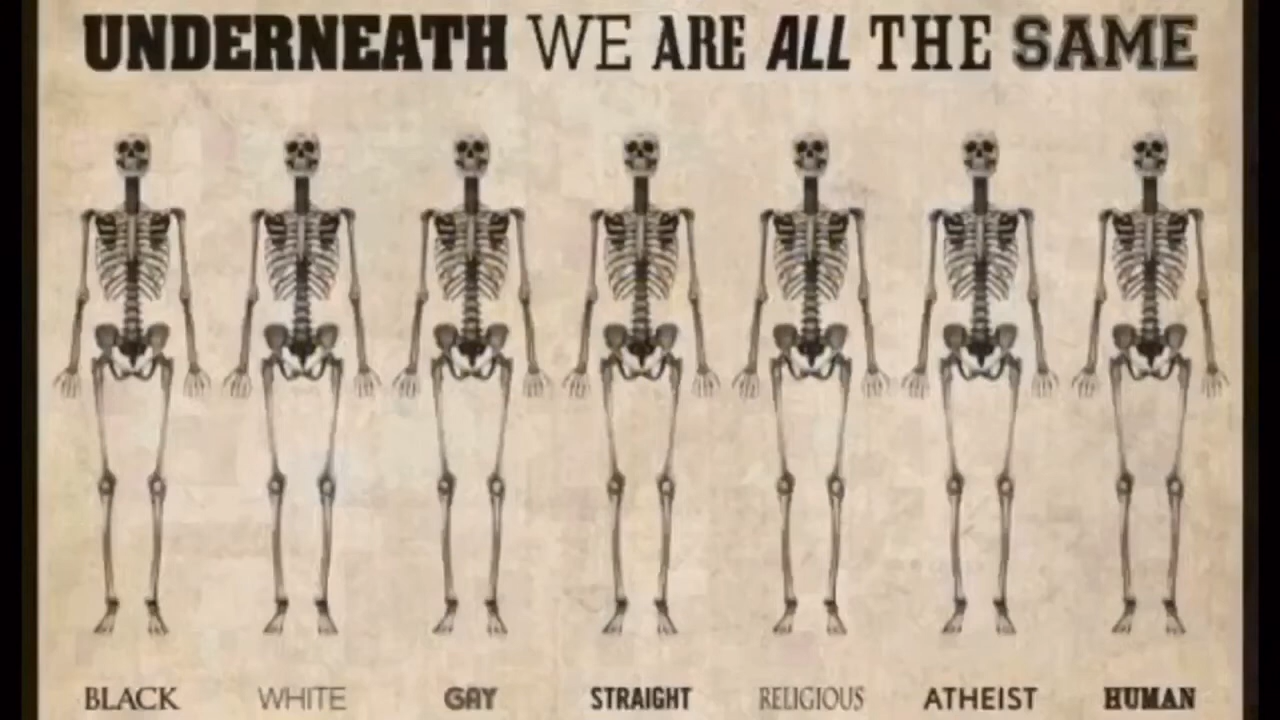 UNDERNEATH WE ARE ALL THE SAME
BLACK WHITE GAY STRAIGHT RELIGIOUS ATHEIST HUMAN